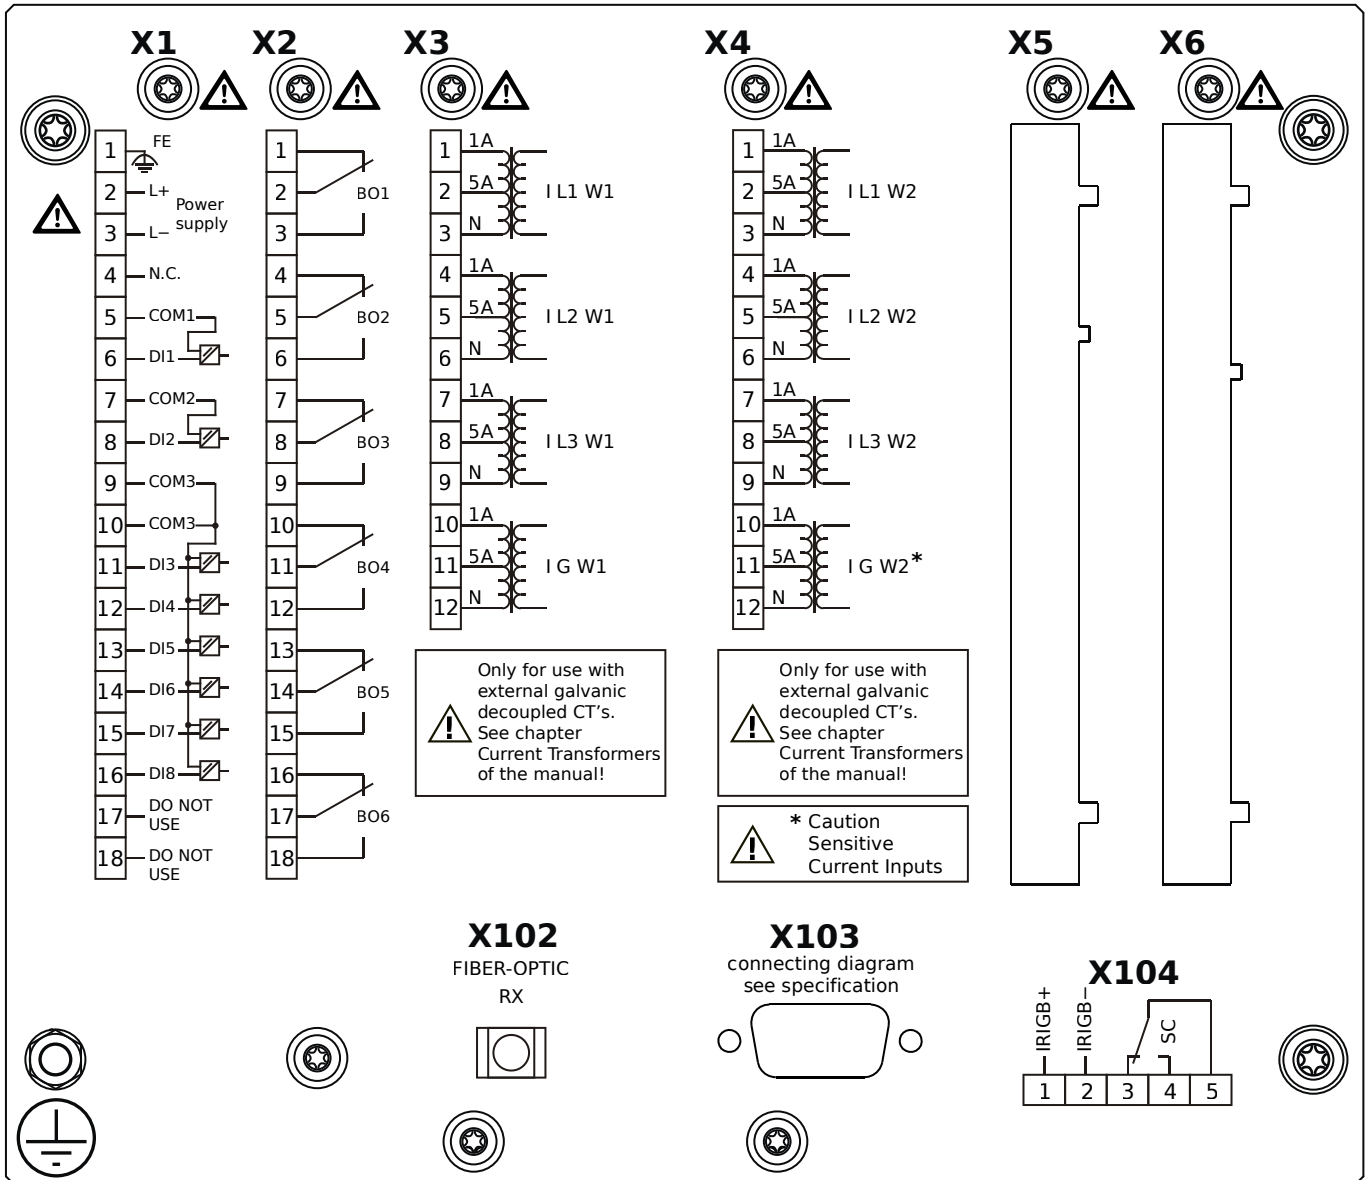 X1
X2
X3
X4
X5
X6
1 FE
2 L+
Power
supply
3 L−
4 N.C.
5 COM1
6 DI1
7 COM2
8 DI2
9 COM3
10 COM3
11 DI3
12 DI4
13 DI5
14 DI6
15 DI7
16 DI8
17 DO NOT
USE
18 DO NOT
USE
1
2 BO1
3
4
5 BO2
6
7
8 BO3
9
10
11 BO4
12
13
14 BO5
15
16
17 BO6
18
1 1A
2 5A I L1 W1
3 N
4 1A
5 5A I L2 W1
6 N
7 1A
8 5A I L3 W1
9 N
10 1A
11 5A I G W1
12 N
Only for use with
external galvanic
decoupled CT's.
See chapter
Current Transformers
of the manual!
1 1A
2 5A I L1 W2
3 N
4 1A
5 5A I L2 W2
6 N
7 1A
8 5A I L3 W2
9 N
10 1A
11 5A I G W2*
12 N
Only for use with
external galvanic
decoupled CT's.
See chapter
Current Transformers
of the manual!
* Caution
Sensitive
Current Inputs
X102
FIBER-OPTIC
RX
X103
connecting diagram
see specification
X104
IRIGB+
IRIGB−
SC
1 2 3 4 5